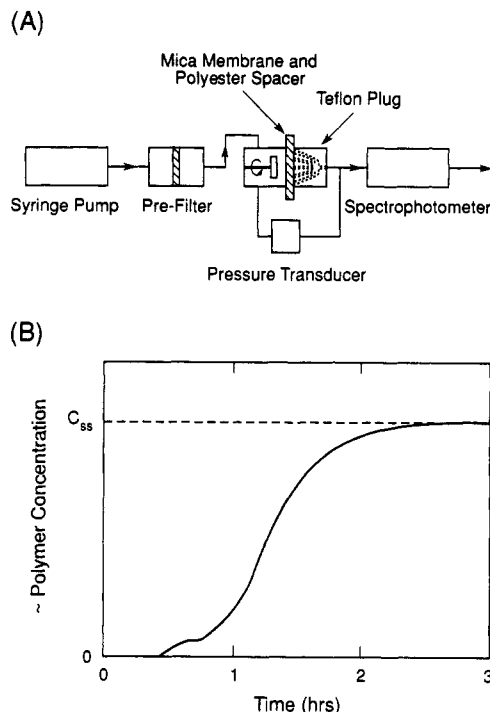 (A)
Mica Membrane and
Polyester Spacer
Teflon Plug
Syringe Pump
Pre-Filter
Spectrophotometer
Pressure Transducer
(B)
C_ss
~ Polymer Concentration
0
0
1
2
3
Time (hrs)